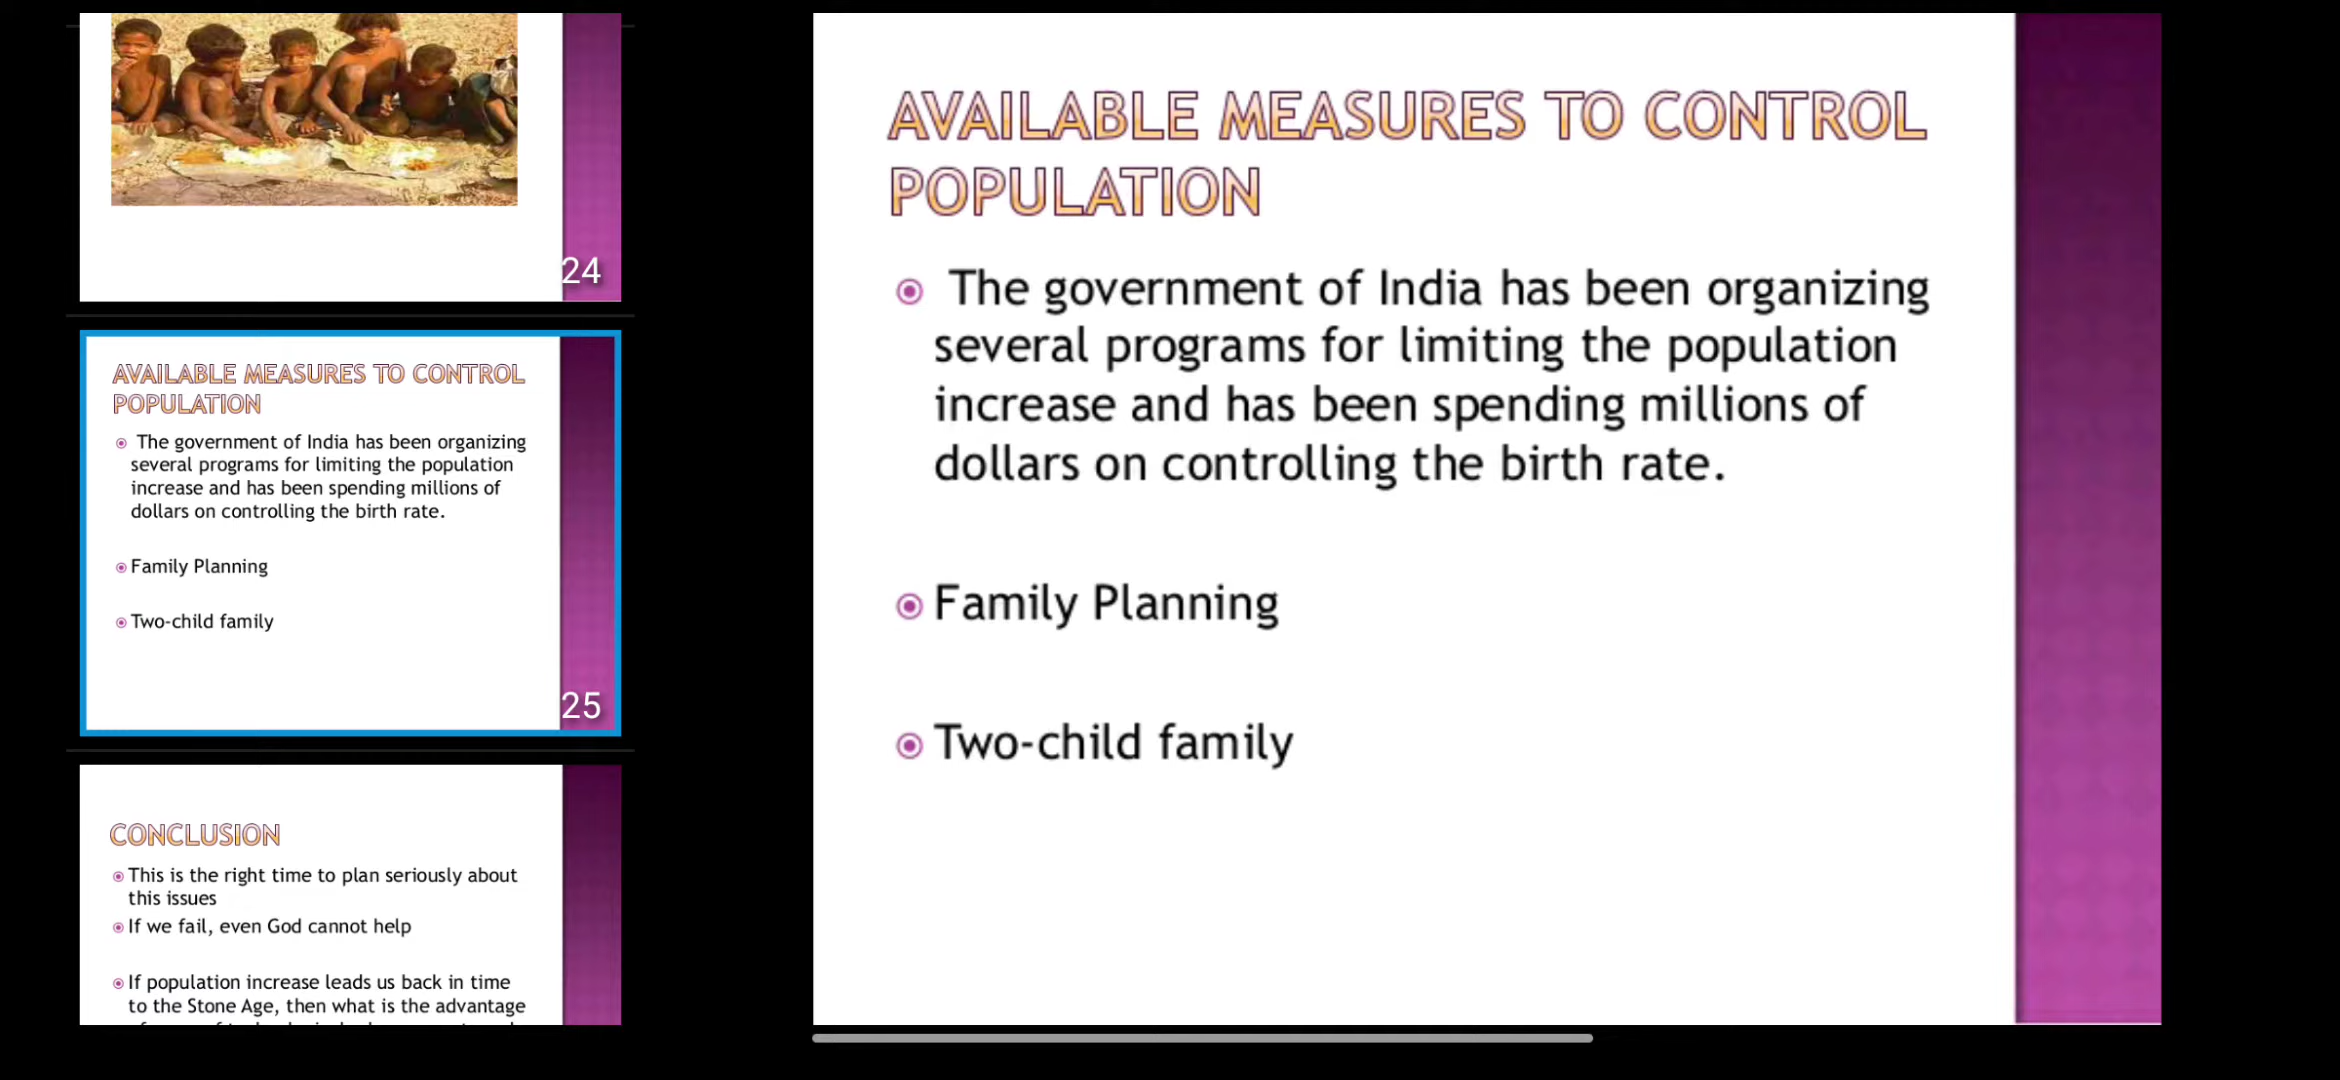 24
AVAILABLE MEASURES TO CONTROL
POPULATION
The government of India has been organizing
several programs for limiting the population
increase and has been spending millions of
dollars on controlling the birth rate.
Family Planning
Two-child family
25
CONCLUSION
This is the right time to plan seriously about
this issues
If we fail, even God cannot help
If population increase leads us back in time
to the Stone Age, then what is the advantage
AVAILABLE MEASURES TO CONTROL
POPULATION
The government of India has been organizing
several programs for limiting the population
increase and has been spending millions of
dollars on controlling the birth rate.
Family Planning
Two-child family